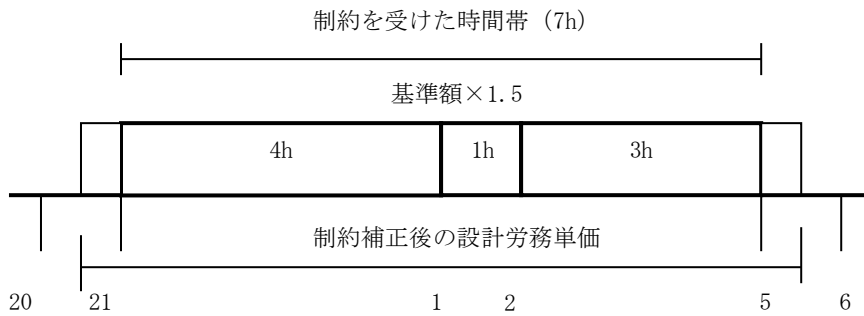 制約を受けた時間帯 (7h)
基準額×1.5
4h 1h 3h
制約補正後の設計労務単価
20 21 1 2 5 6